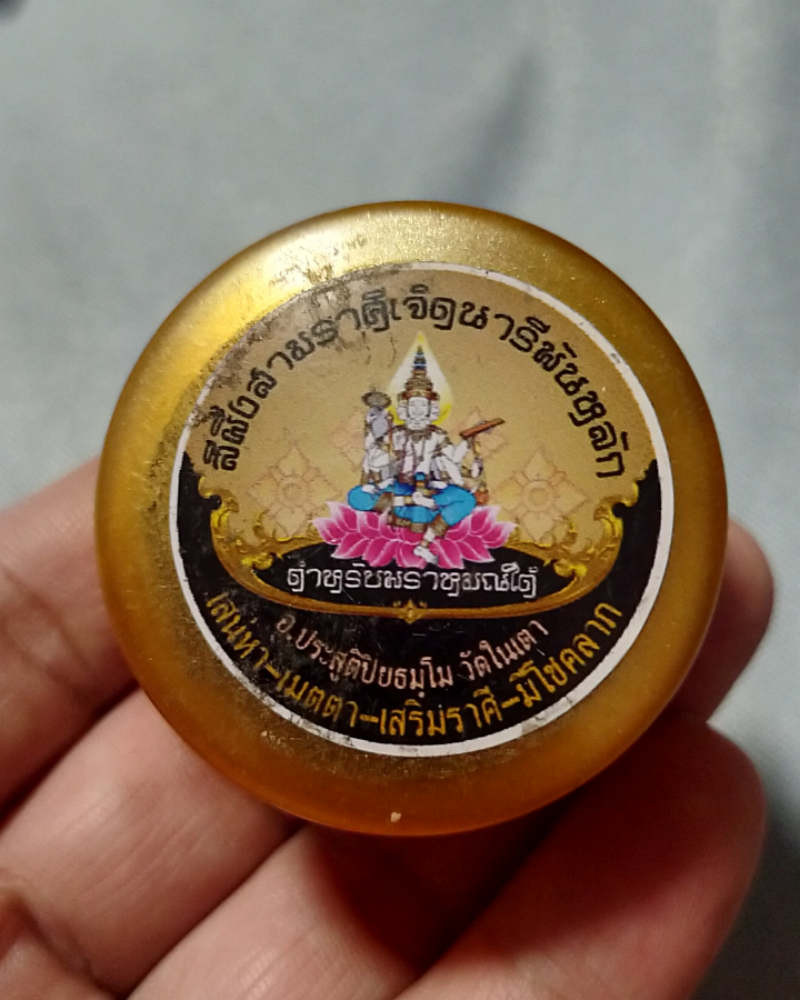 สีผึ้งสามราศีเจ็ดนารีพันหลัก
ตำหรับพราหมณ์ใต้
อ.ประสูติปิยธมฺโม วัดในเตา
เสน่หา-เมตตา-เสริมราศี-มีโชคลาภ